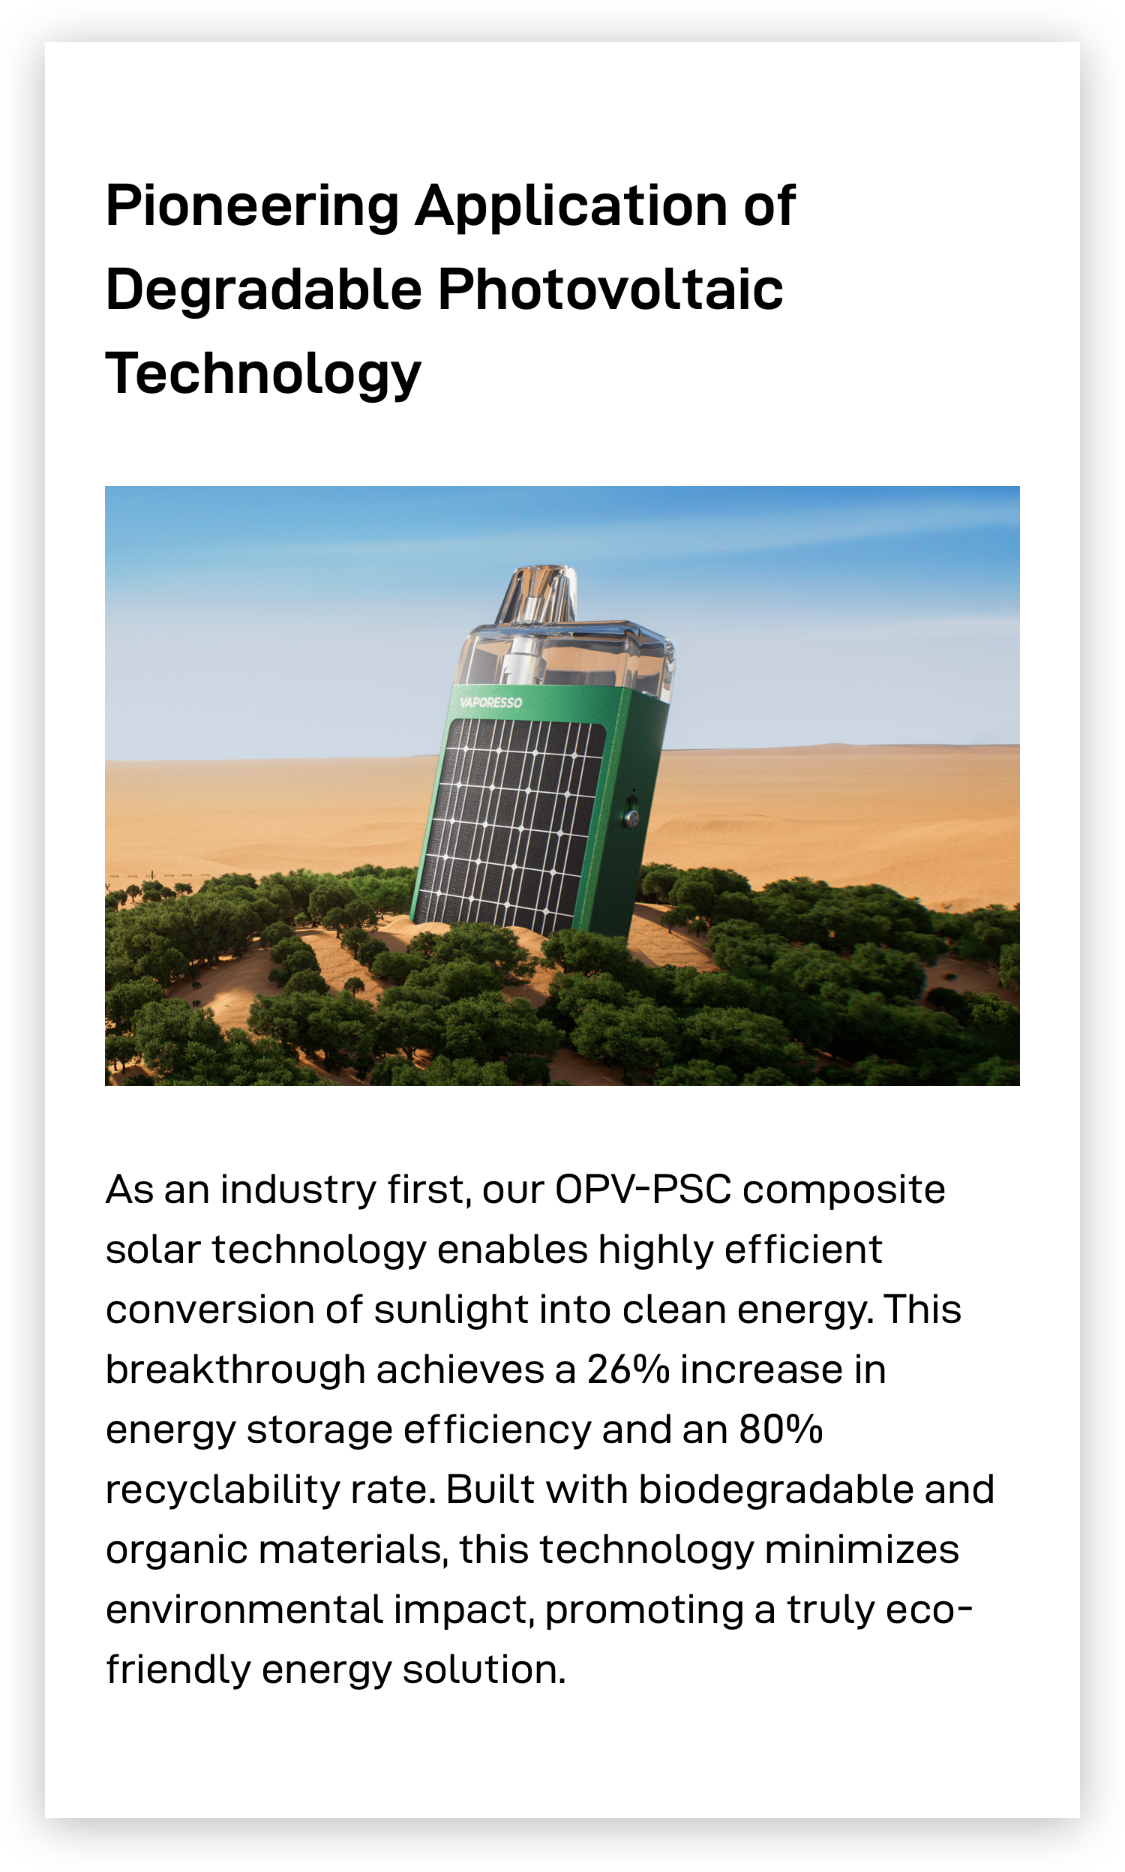 Pioneering Application of
Degradable Photovoltaic
Technology
VAPORESSO
As an industry first, our OPV-PSC composite
solar technology enables highly efficient
conversion of sunlight into clean energy. This
breakthrough achieves a 26% increase in
energy storage efficiency and an 80%
recyclability rate. Built with biodegradable and
organic materials, this technology minimizes
environmental impact, promoting a truly eco-
friendly energy solution.